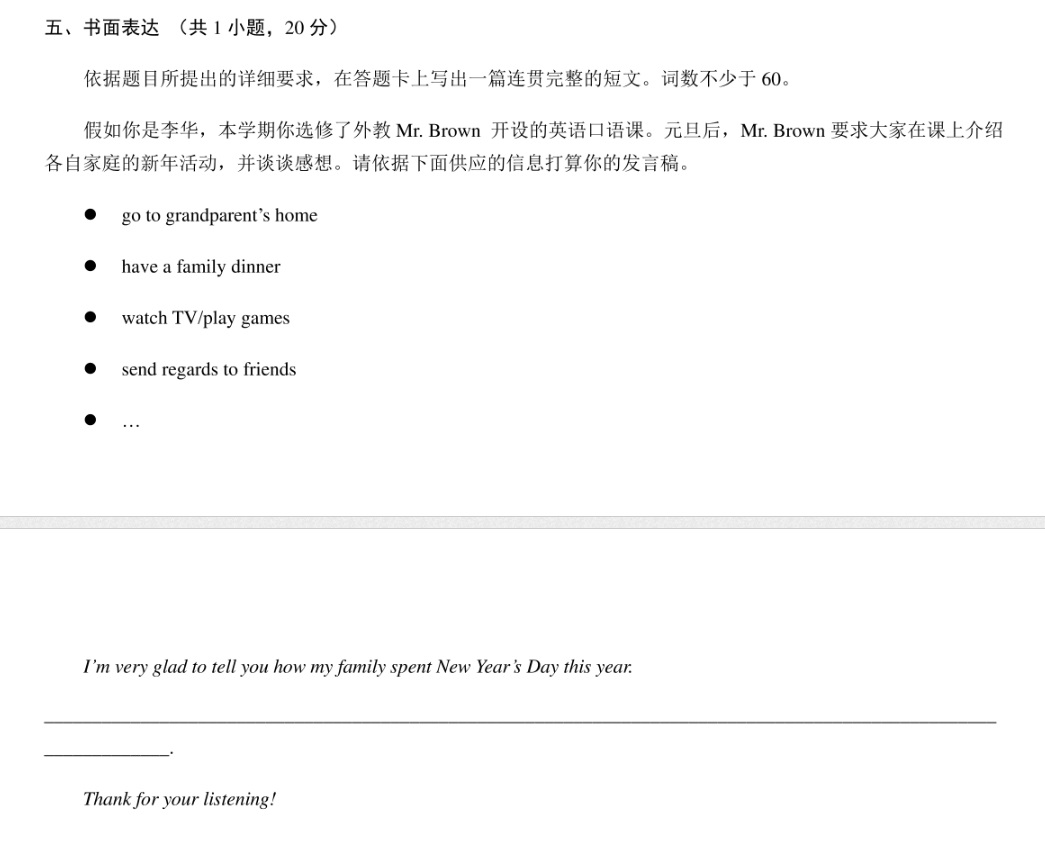 五、书面表达 （共 1 小题，20 分）
依据题目所提出的详细要求，在答题卡上写出一篇连贯完整的短文。词数不少于 60。
假如你是李华，本学期你选修了外教 Mr. Brown 开设的英语口语课。元旦后，Mr. Brown 要求大家在课上介绍
各自家庭的新年活动，并谈谈感想。请依据下面供应的信息打算你的发言稿。
● go to grandparent’s home
● have a family dinner
● watch TV/play games
● send regards to friends
● …
I’m very glad to tell you how my family spent New Year’s Day this year.
.
Thank for your listening!